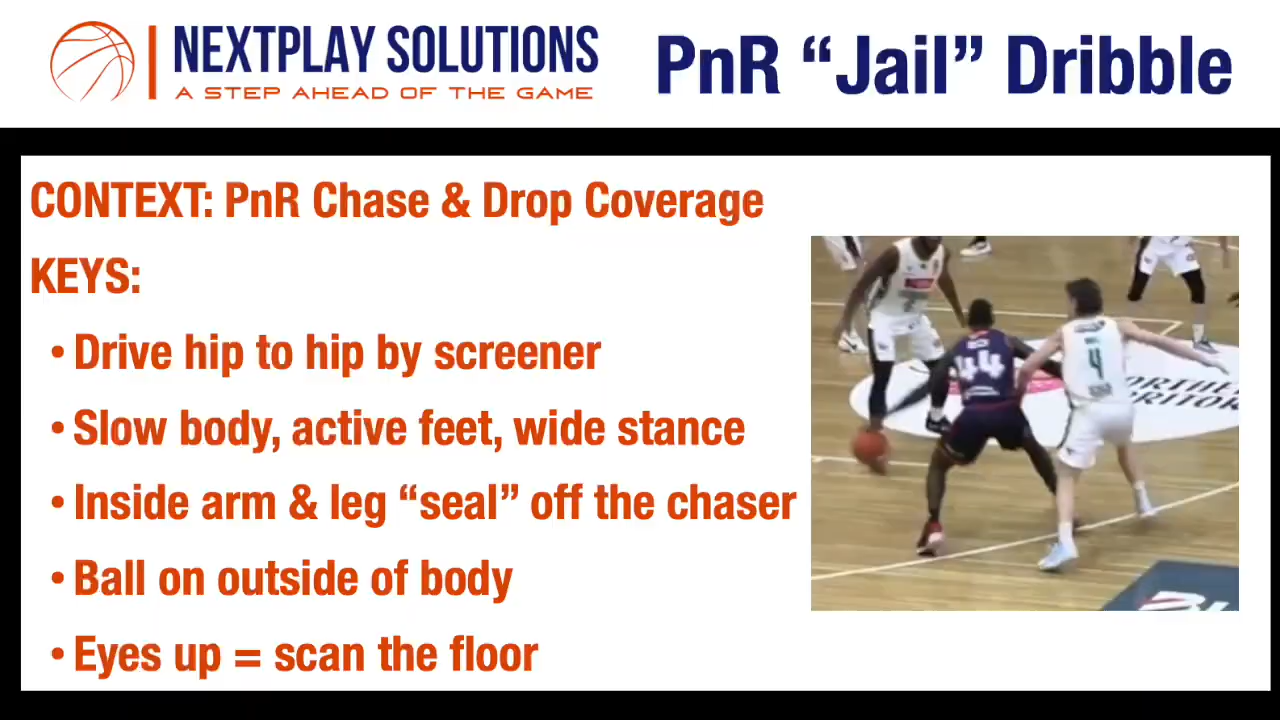 NEXTPLAY SOLUTIONS
A STEP AHEAD OF THE GAME
PnR “Jail” Dribble
CONTEXT: PnR Chase & Drop Coverage
KEYS:
• Drive hip to hip by screener
• Slow body, active feet, wide stance
• Inside arm & leg “seal” off the chaser
• Ball on outside of body
• Eyes up = scan the floor
44
4